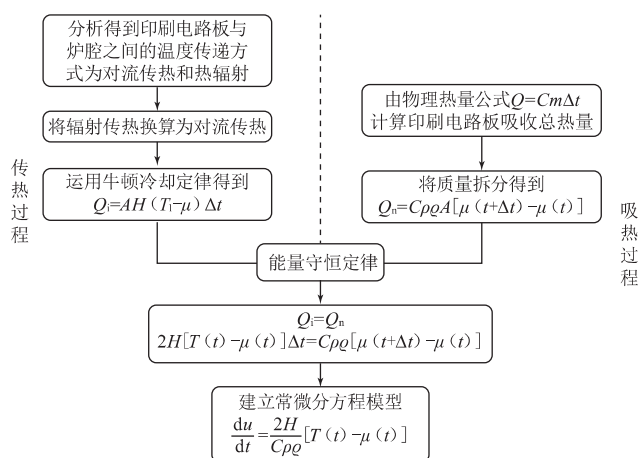 分析得到印刷电路板与
炉腔之间的温度传递方
式为对流传热和热辐射
将辐射传热换算为对流传热
运用牛顿冷却定律得到
Qᵢ=AH(Tᵢ-μ)Δt
传热过程
由物理热量公式Q=CmΔt
计算印刷电路板吸收总热量
将质量拆分得到
Qₙ=CρϱA[μ(t+Δt)-μ(t)]
吸热过程
能量守恒定律
Qᵢ=Qₙ
2H[T(t)-μ(t)]Δt=Cρϱ[μ(t+Δt)-μ(t)]
建立常微分方程模型
du/dt=2H/Cρϱ[T(t)-μ(t)]